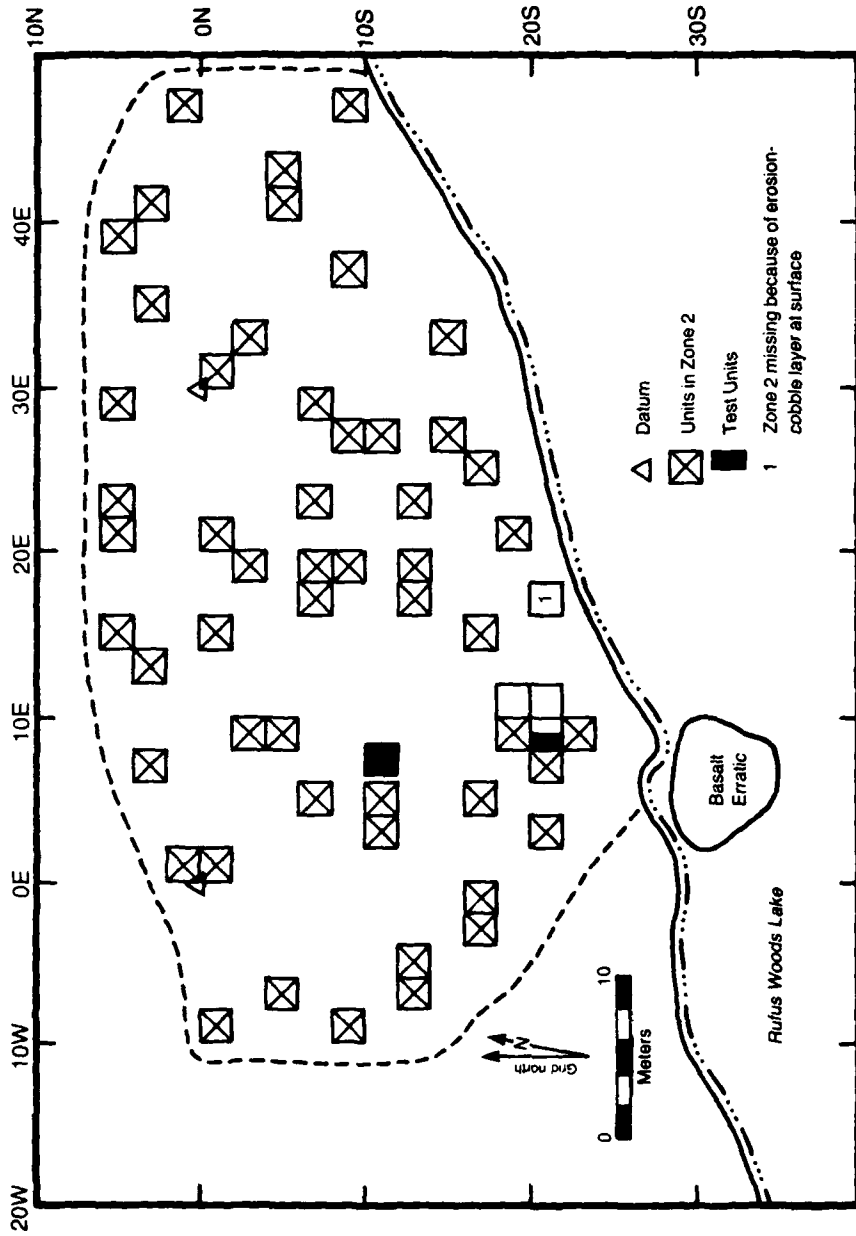 20W
10W
0E
10E
20E
30E
40E
10N
0N
10S
20S
30S
1
Datum
Units in Zone 2
Test Units
1 Zone 2 missing because of erosion-
cobble layer at surface
Basalt
Erratic
N
Grid north
0 10
Meters
Rufus Woods Lake